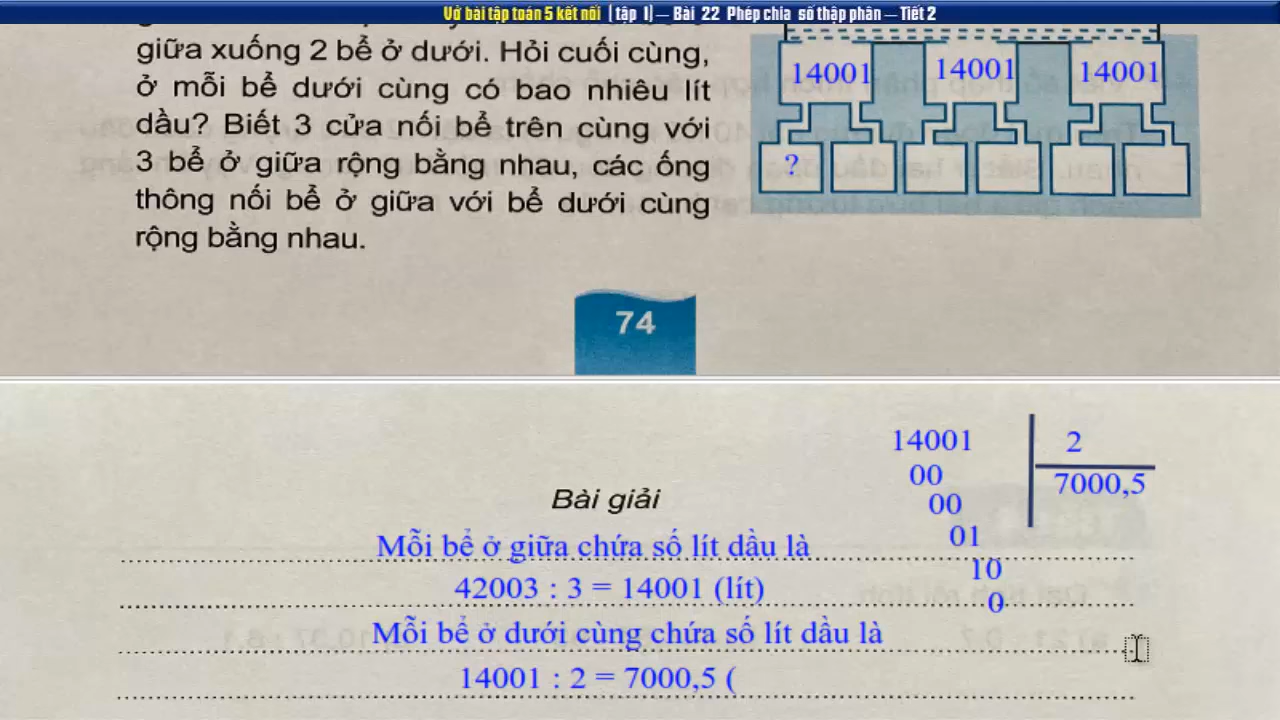 Vở bài tập toán 5 kết nối (tập 1) — Bài 22 Phép chia số thập phân — Tiết 2
giữa xuống 2 bể ở dưới. Hỏi cuối cùng,
ở mỗi bể dưới cùng có bao nhiêu lít
dầu? Biết 3 cửa nối bể trên cùng với
3 bể ở giữa rộng bằng nhau, các ống
thông nối bể ở giữa với bể dưới cùng
rộng bằng nhau.
14001 14001 14001
?
74
Bài giải
Mỗi bể ở giữa chứa số lít dầu là
42003 : 3 = 14001 (lít)
Mỗi bể ở dưới cùng chứa số lít dầu là
14001 : 2 = 7000,5 (
14001 2
00 7000,5
00
01
10
0